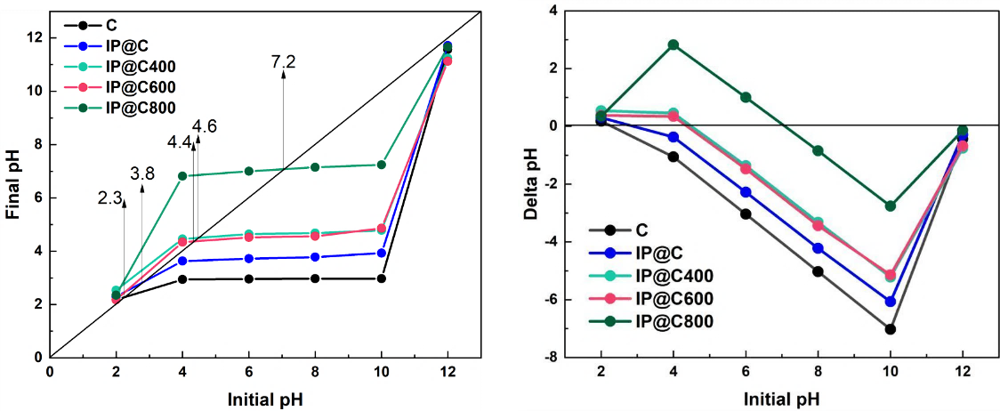 C
IP@C
IP@C400
IP@C600
IP@C800
2.3
3.8
4.4
4.6
7.2
12
10
8
6
4
2
0
0 2 4 6 8 10 12
Final pH
Initial pH
4
2
0
-2
-4
-6
-8
2 4 6 8 10 12
Delta pH
Initial pH
C
IP@C
IP@C400
IP@C600
IP@C800